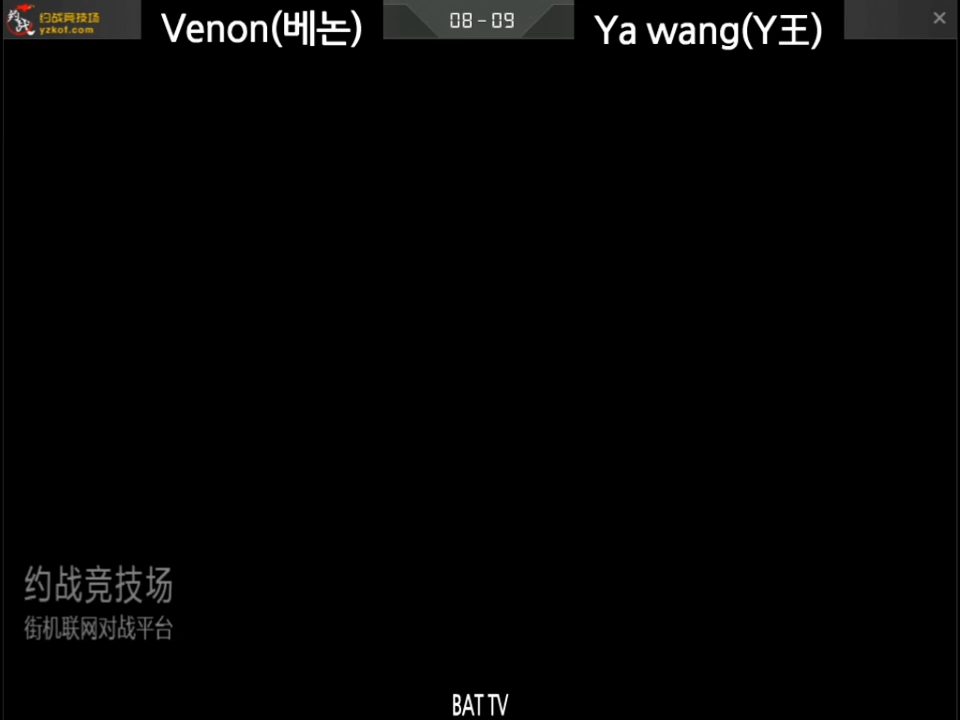 约战竞技场
yzkof.com
Venon(베논)
08-09
Ya wang(Y王)
约战竞技场
街机联网对战平台
BAT TV